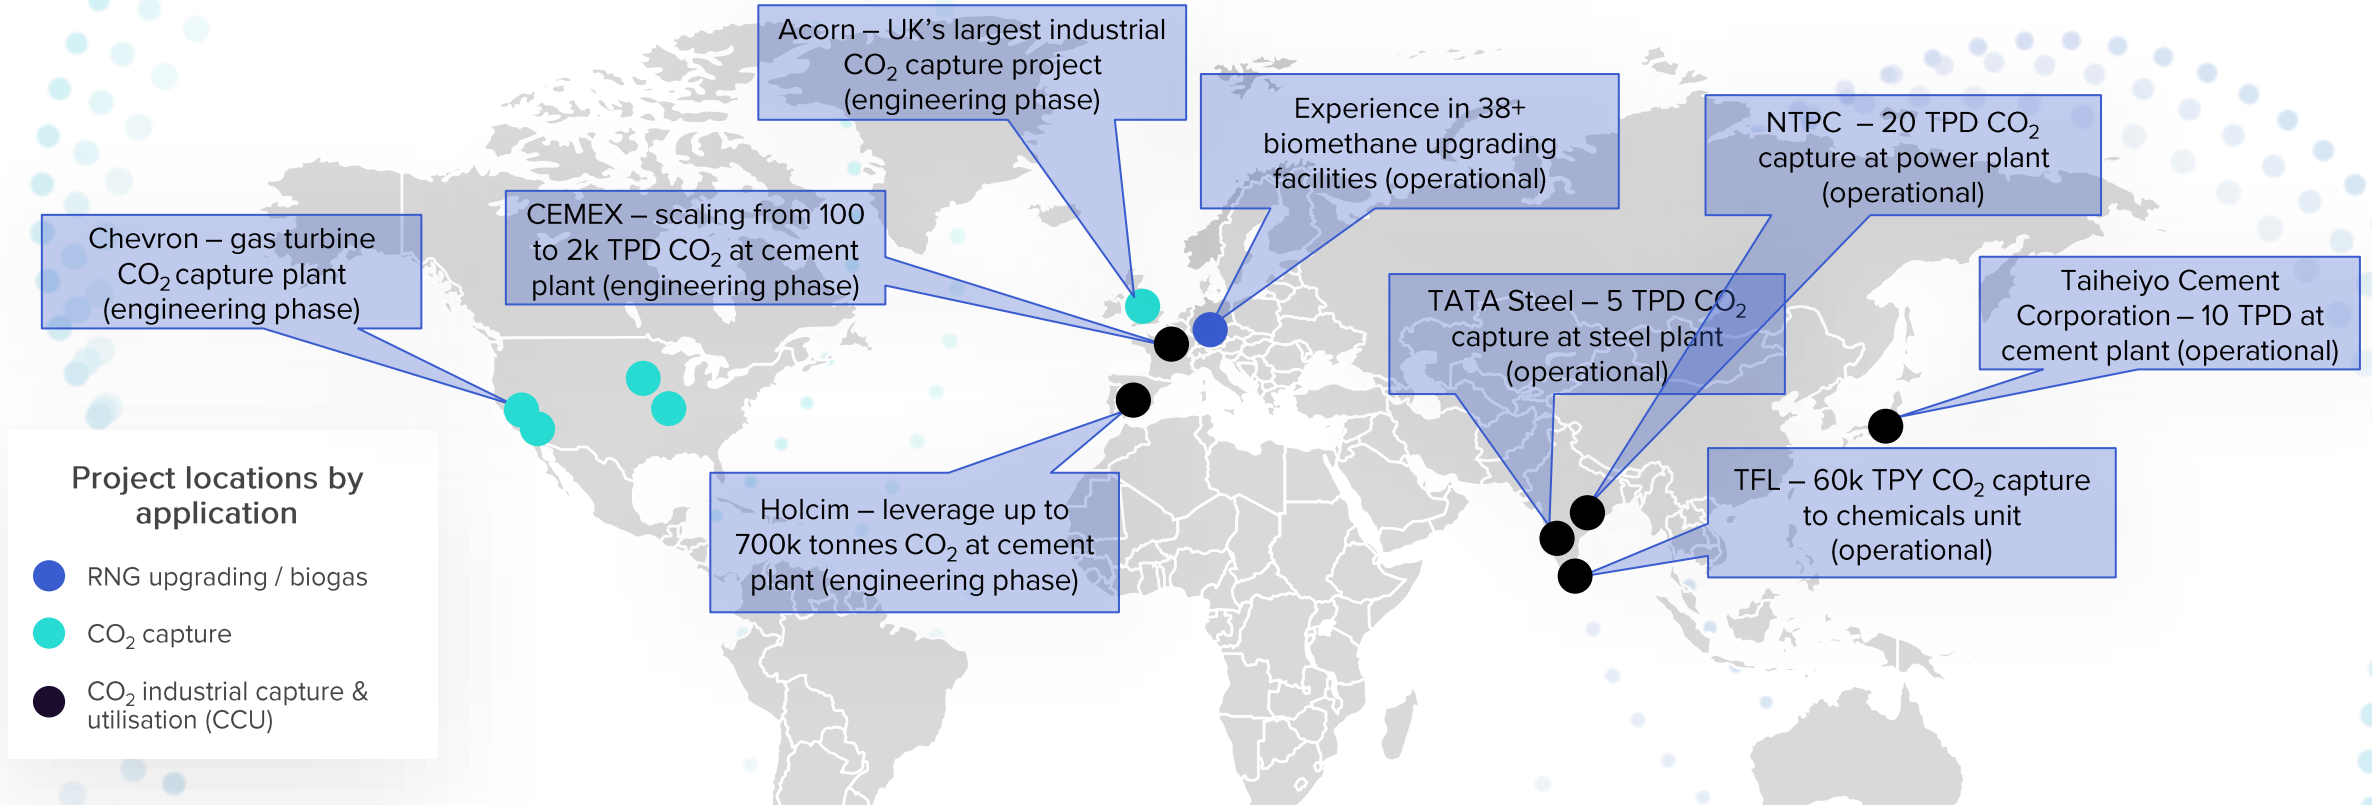 Acorn – UK’s largest industrial
CO₂ capture project
(engineering phase)
Experience in 38+
biomethane upgrading
facilities (operational)
NTPC – 20 TPD CO₂
capture at power plant
(operational)
CEMEX – scaling from 100
to 2k TPD CO₂ at cement
plant (engineering phase)
Chevron – gas turbine
CO₂ capture plant
(engineering phase)
TATA Steel – 5 TPD CO₂
capture at steel plant
(operational)
Taiheiyo Cement
Corporation – 10 TPD at
cement plant (operational)
Holcim – leverage up to
700k tonnes CO₂ at cement
plant (engineering phase)
TFL – 60k TPY CO₂ capture
to chemicals unit
(operational)
Project locations by
application
RNG upgrading / biogas
CO₂ capture
CO₂ industrial capture &
utilisation (CCU)